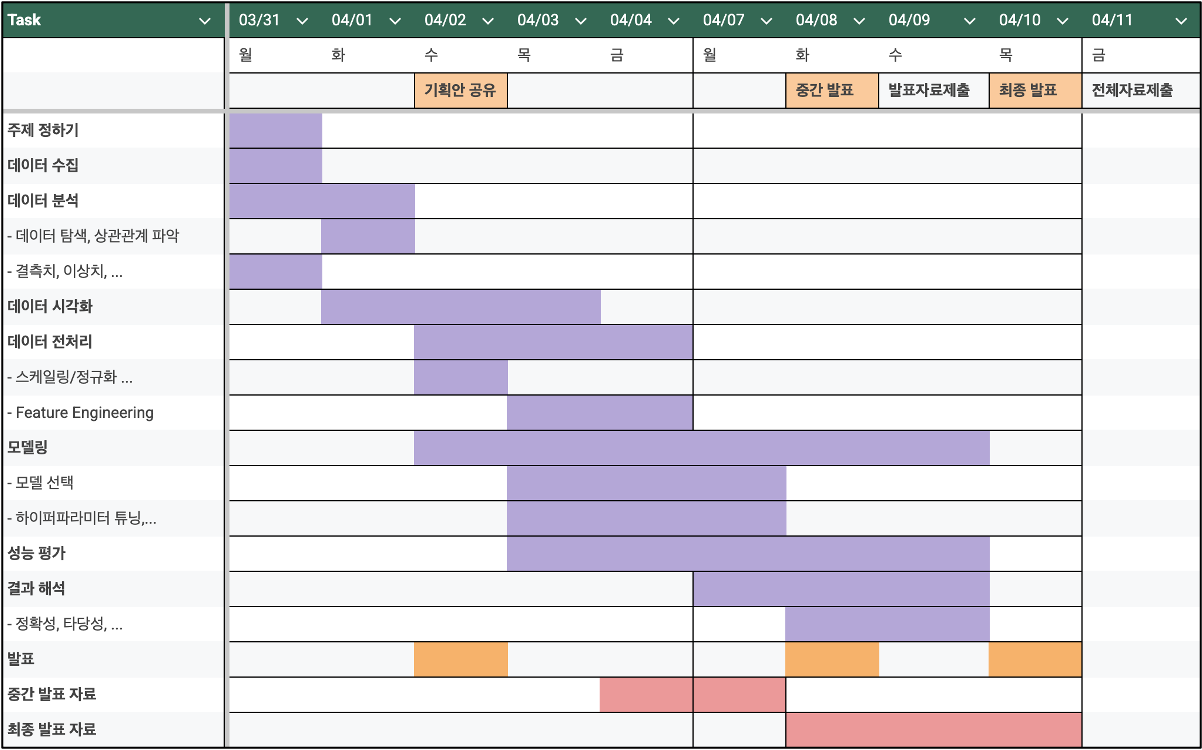 Task 03/31 04/01 04/02 04/03 04/04 04/07 04/08 04/09 04/10 04/11
월 화 수 목 금 월 화 수 목 금
기획안 공유 중간 발표 발표자료제출 최종 발표 전체자료제출
주제 정하기
데이터 수집
데이터 분석
- 데이터 탐색, 상관관계 파악
- 결측치, 이상치, ...
데이터 시각화
데이터 전처리
- 스케일링/정규화 ...
- Feature Engineering
모델링
- 모델 선택
- 하이퍼파라미터 튜닝,...
성능 평가
결과 해석
- 정확성, 타당성, ...
발표
중간 발표 자료
최종 발표 자료